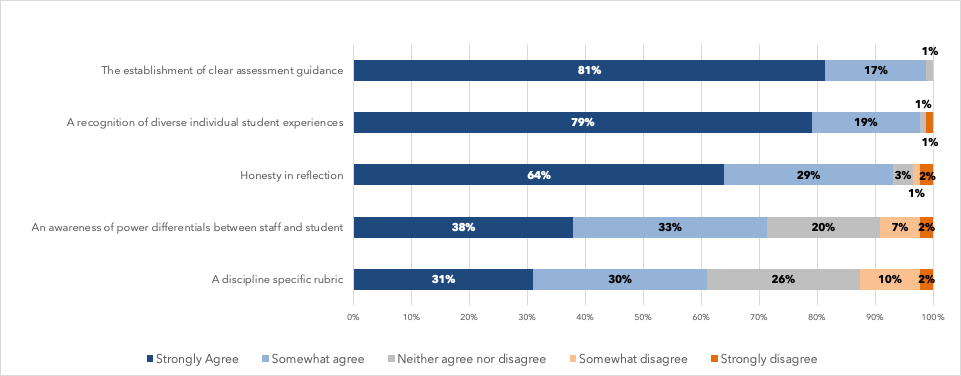 1%
The establishment of clear assessment guidance 81% 17%
1%
A recognition of diverse individual student experiences 79% 19%
1%
Honesty in reflection 64% 29% 3% 2%
1%
An awareness of power differentials between staff and student 38% 33% 20% 7% 2%
A discipline specific rubric 31% 30% 26% 10% 2%
0% 10% 20% 30% 40% 50% 60% 70% 80% 90% 100%
Strongly Agree Somewhat agree Neither agree nor disagree Somewhat disagree Strongly disagree